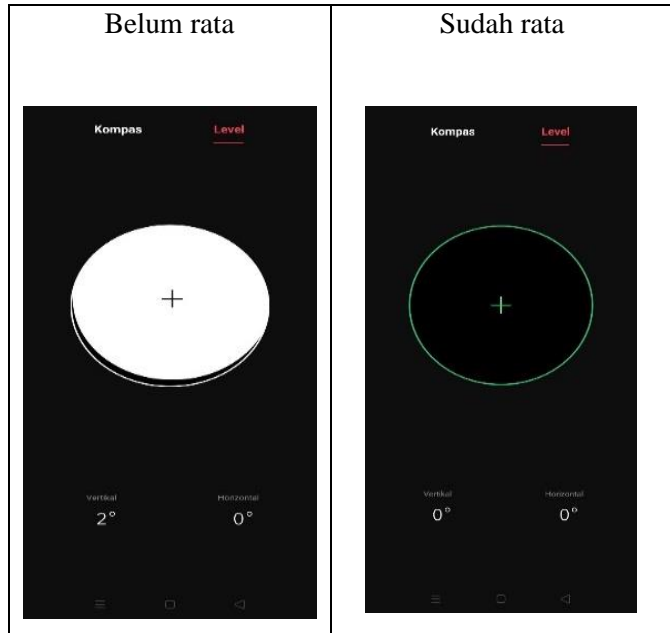 Belum rata
Sudah rata
Kompas Level
Vertikal Horizontal
2° 0°
Kompas Level
Vertikal Horizontal
0° 0°